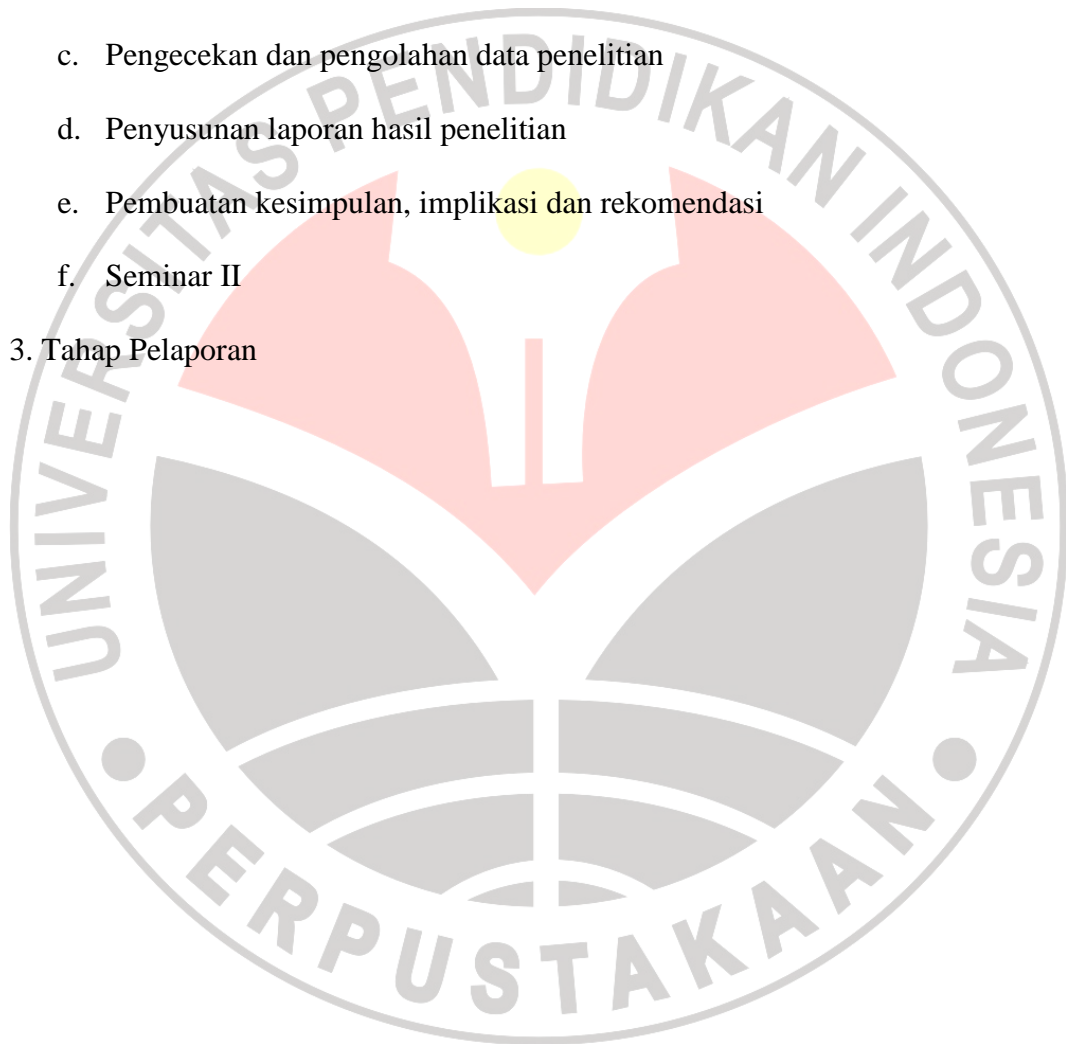 c. Pengecekan dan pengolahan data penelitian
d. Penyusunan laporan hasil penelitian
e. Pembuatan kesimpulan, implikasi dan rekomendasi
f. Seminar II
3. Tahap Pelaporan
UNIVERSITAS PENDIDIKAN INDONESIA
PERPUSTAKAAN